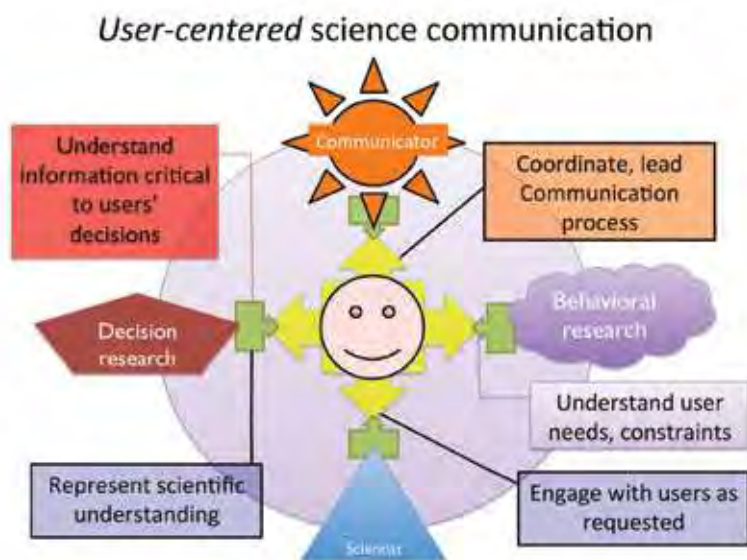 User-centered science communication
Communicator
Understand
information critical
to users'
decisions
Coordinate, lead
Communication
process
Decision
research
Behavioral
research
Understand user
needs, constraints
Represent scientific
understanding
Engage with users as
requested
Scientist